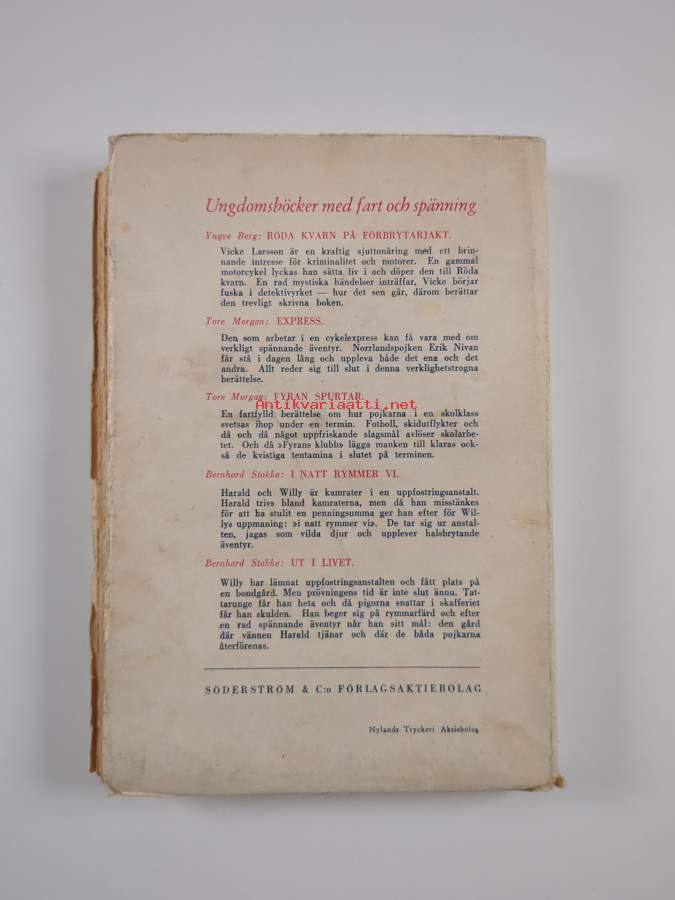 Ungdomsböcker med fart och spänning
Yngve Berg: RÖDA KVARN PÅ FÖRBRYTARJAKT.
Vicke Larsson är en kraftig sjuttonåring med ett brin-
nande intresse för kriminalitet och motorer. En gammal
motorcykel lyckas han sätta liv i och döper den till Röda
kvarn. En rad mystiska händelser inträffar, Vicke börjar
fuska i detektivyrket — hur det sen går, därom berättar
den trevligt skrivna boken.
Tore Morgan: EXPRESS.
Den som arbetar i en cykelexpress kan få vara med om
verkligt spännande äventyr. Norrlandspojken Erik Nivan
får stå i dagen lång och uppleva både det ena och det
andra. Allt reder sig till slut i denna verklighetstrogna
berättelse.
Tore Morgan: FYRAN SPURTAR.
Antikvariaatti.net
En fartfylld berättelse om hur pojkarna i en skolklass
svetsas ihop under en termin. Fotboll, skidutflykter och
då och då något uppfriskande slagsmål avlöser skolarbe-
tet. Och då »Fyrans klubb» lägga manken till klaras ock-
så de kvistiga tentamina i slutet på terminen.
Bernhard Stokke: I NATT RYMMER VI.
Harald och Willy är kamrater i en uppfostringsanstalt.
Harald trivs bland kamraterna, men då han misstänkes
för att ha stulit en penningsumma ger han efter för Wil-
lys uppmaning: »i natt rymmer vi». De tar sig ur anstal-
ten, jagas som vilda djur och upplever halsbrytande
äventyr.
Bernhard Stokke: UT I LIVET.
Willy har lämnat uppfostringsanstalten och fått plats på
en bondgård. Men prövningens tid är inte slut ännu. Tat-
tarunge får han heta och då pigorna snattar i skafferiet
får han skulden. Han beger sig på rymmarfärd och efter
en rad spännande äventyr når han sitt mål: den gård
där vännen Harald tjänar och där de båda pojkarna
återförenas.
SÖDERSTRÖM & C:o FÖRLAGSAKTIEBOLAG
Nylands Tryckeri Aktiebolag